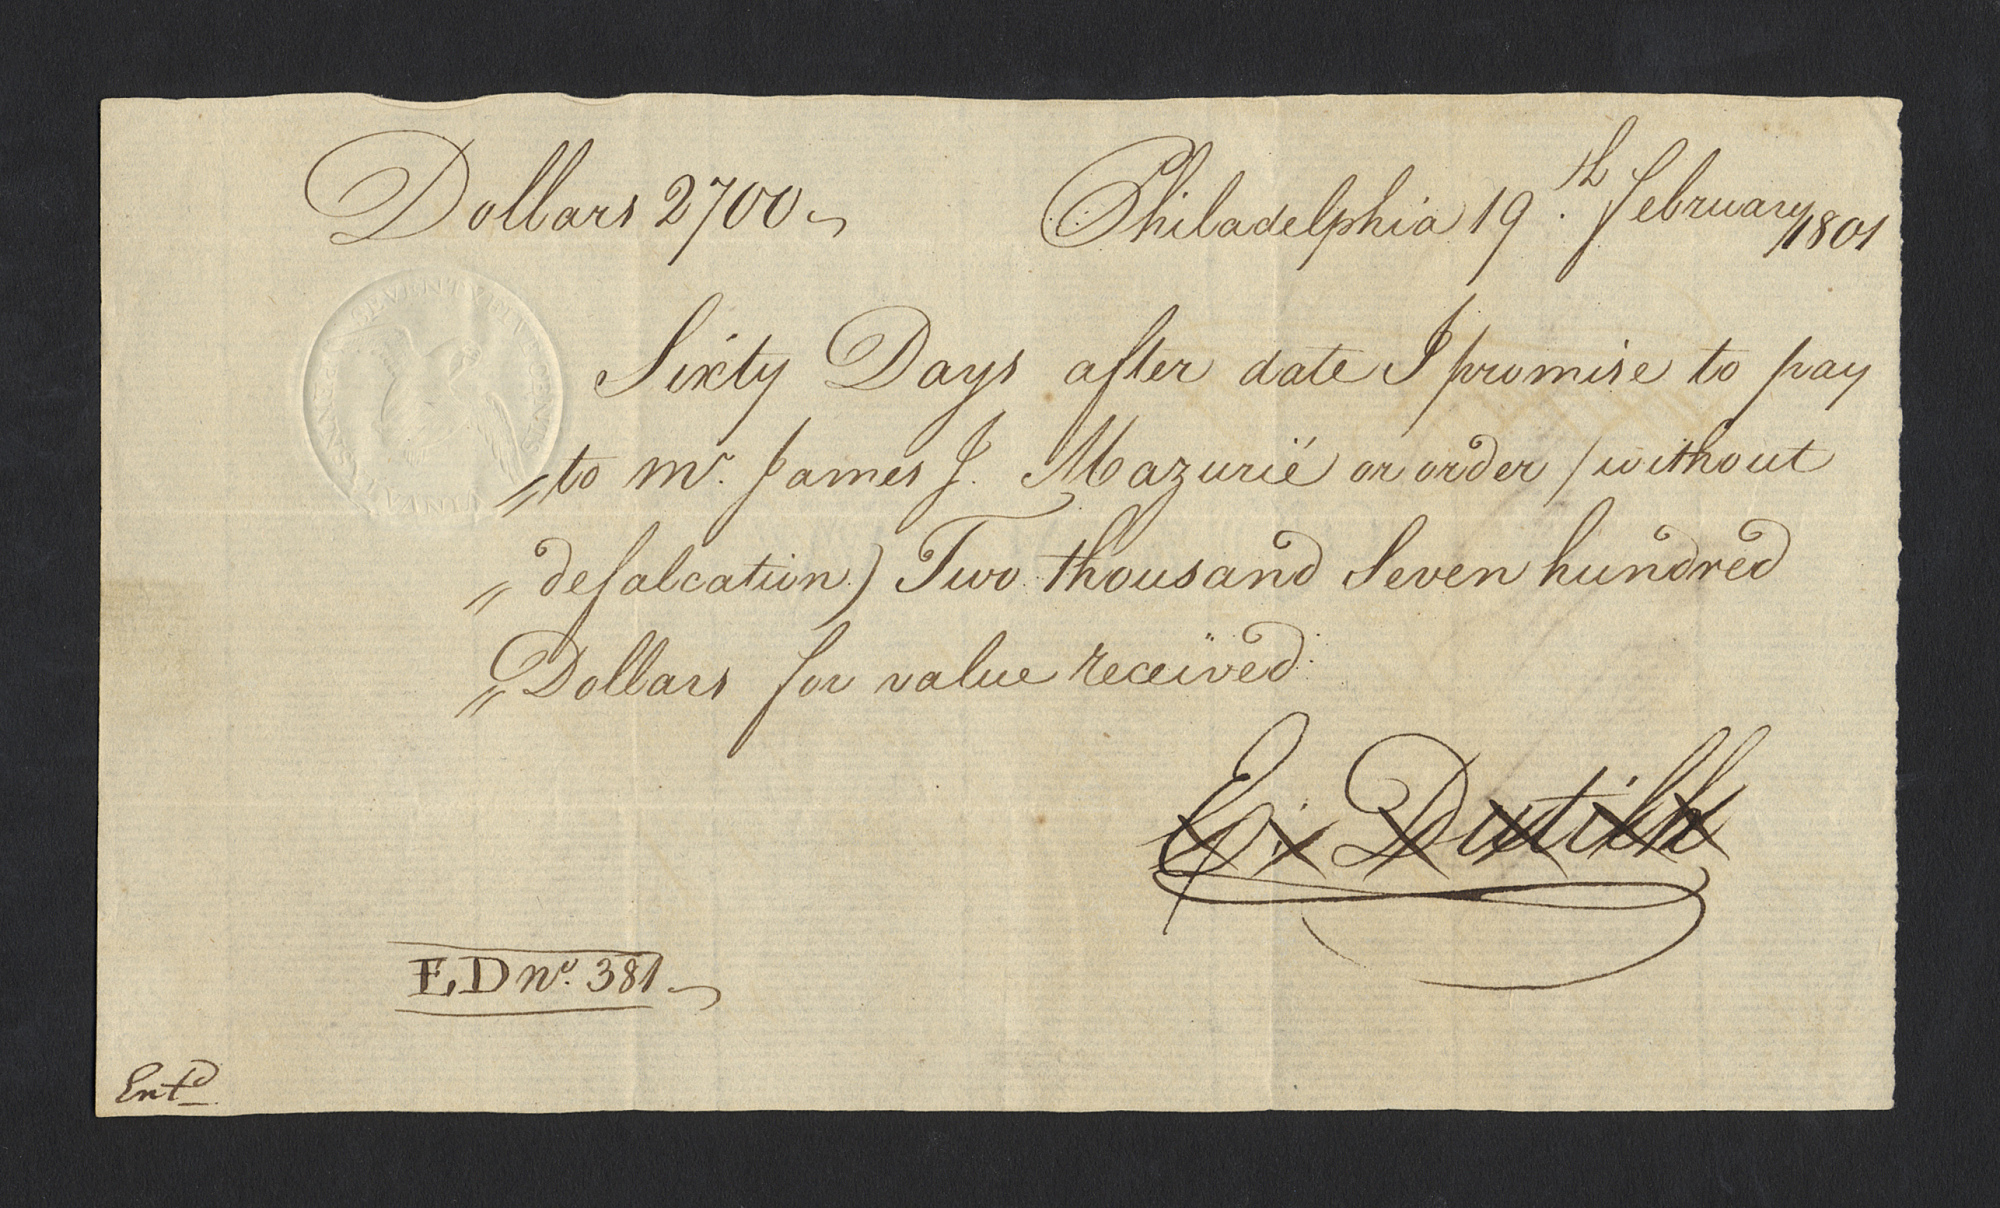 Dollars 2700
Philadelphia 19th. February 1801
SEVENTY FIVE CENTS
PENNSYLVANIA
Sixty Days after date I promise to pay
" to Mr. James J. Mazurié or order / without
" defalcation) Two thousand Seven hundred
" Dollars for value received.
E: Dutilh
E,D no. 381
Entd